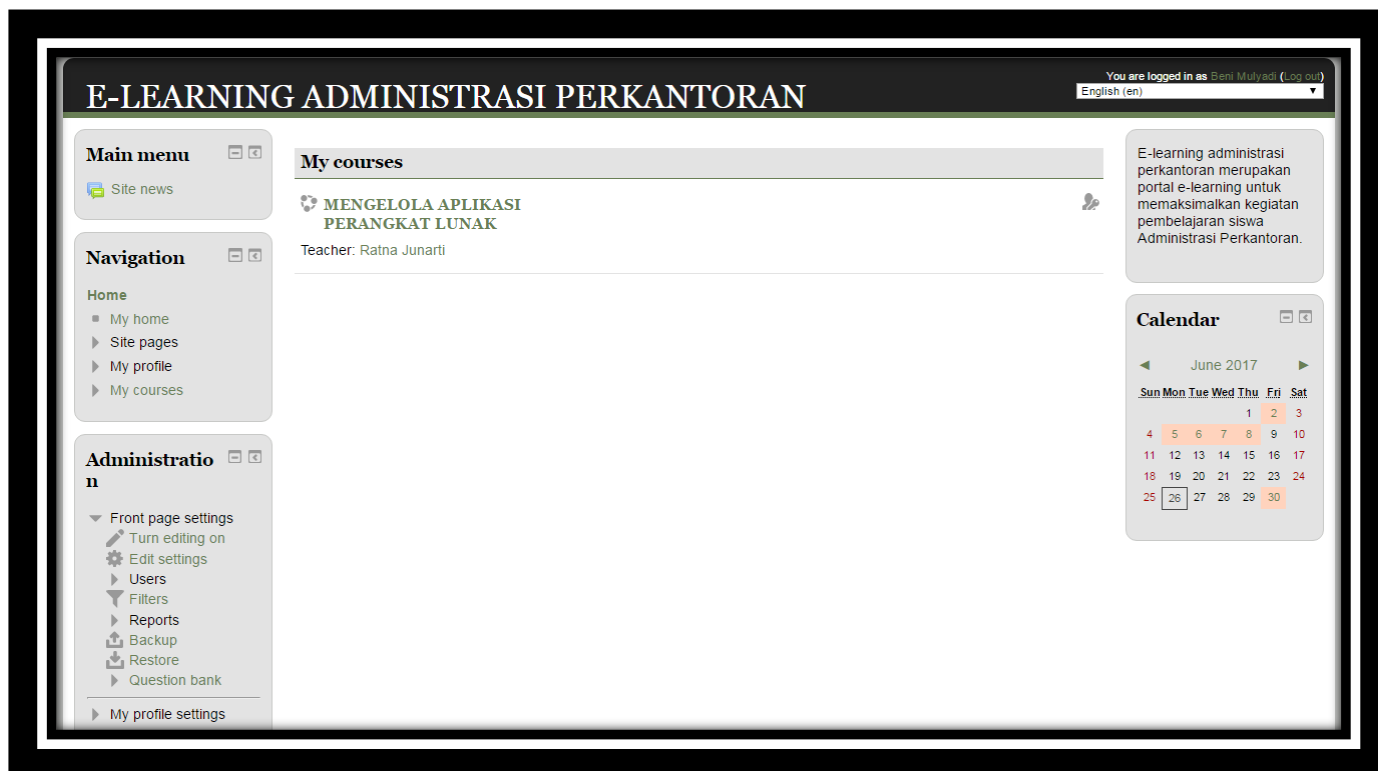 E-LEARNING ADMINISTRASI PERKANTORAN
You are logged in as Beni Mulyadi (Log out)
English (en)
Main menu
Site news
Navigation
Home
My home
Site pages
My profile
My courses
Administratio
n
Front page settings
Turn editing on
Edit settings
Users
Filters
Reports
Backup
Restore
Question bank
My profile settings
My courses
MENGELOLA APLIKASI
PERANGKAT LUNAK
Teacher: Ratna Junarti
E-learning administrasi
perkantoran merupakan
portal e-learning untuk
memaksimalkan kegiatan
pembelajaran siswa
Administrasi Perkantoran.
Calendar
June 2017
Sun Mon Tue Wed Thu Fri Sat
1 2 3
4 5 6 7 8 9 10
11 12 13 14 15 16 17
18 19 20 21 22 23 24
25 26 27 28 29 30